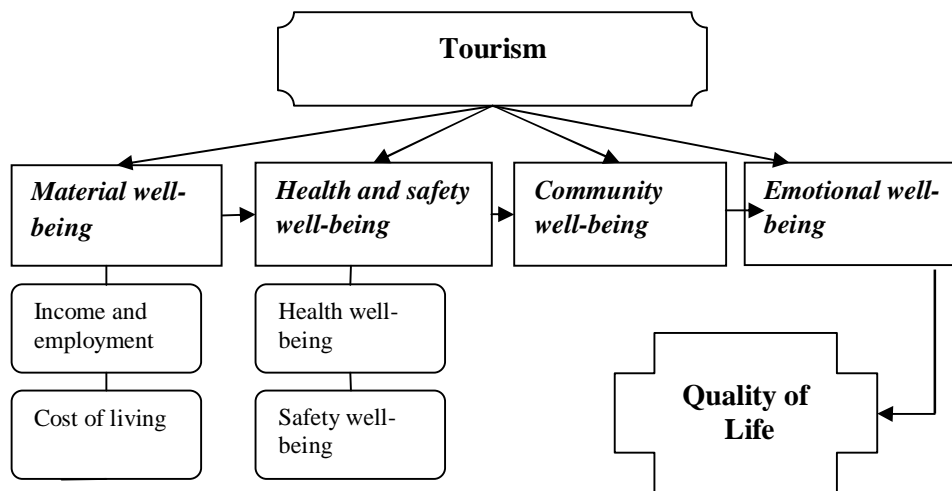 Tourism
Material well-
being
Health and safety
well-being
Community
well-being
Emotional well-
being
Income and
employment
Health well-
being
Cost of living
Safety well-
being
Quality of
Life